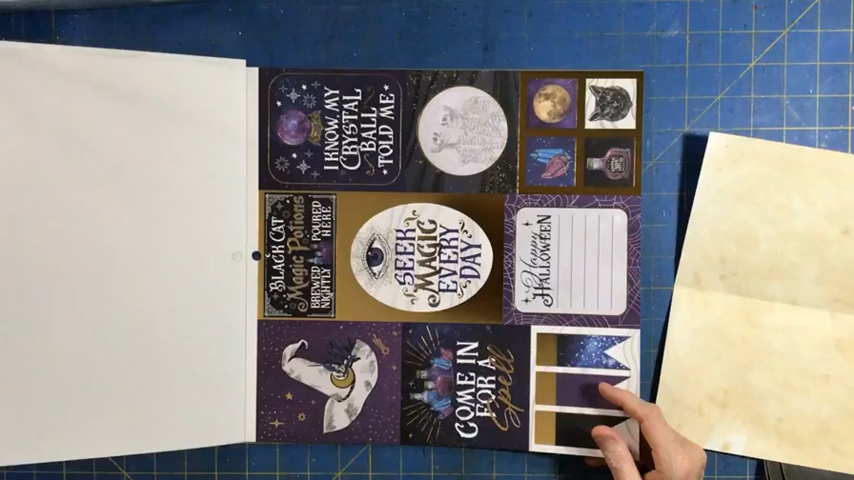 I KNOW MY
CRYSTAL
BALL
TOLD ME
BLACK CAT
Magic Potions
BREWED
NIGHTLY
POURED
HERE
SEEK
MAGIC
EVERY
DAY
Happy
HALLOWEEN
COME IN
FOR A
Spell